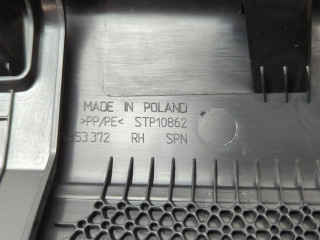 MADE IN POLAND
>PP/PE< STP10862
53372 RH SPN